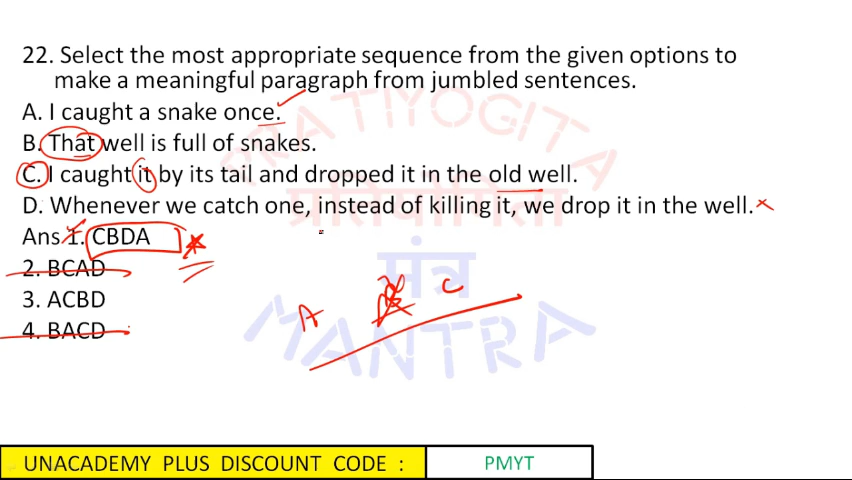 22. Select the most appropriate sequence from the given options to
make a meaningful paragraph from jumbled sentences.
A. I caught a snake once.
B. That well is full of snakes.
C. I caught it by its tail and dropped it in the old well.
D. Whenever we catch one, instead of killing it, we drop it in the well.
Ans.1. CBDA
2. BCAD
3. ACBD
4. BACD
A C
PRATIYOGITA
प्रतियोगिता
मंत्र
MANTRA
UNACADEMY PLUS DISCOUNT CODE : PMYT